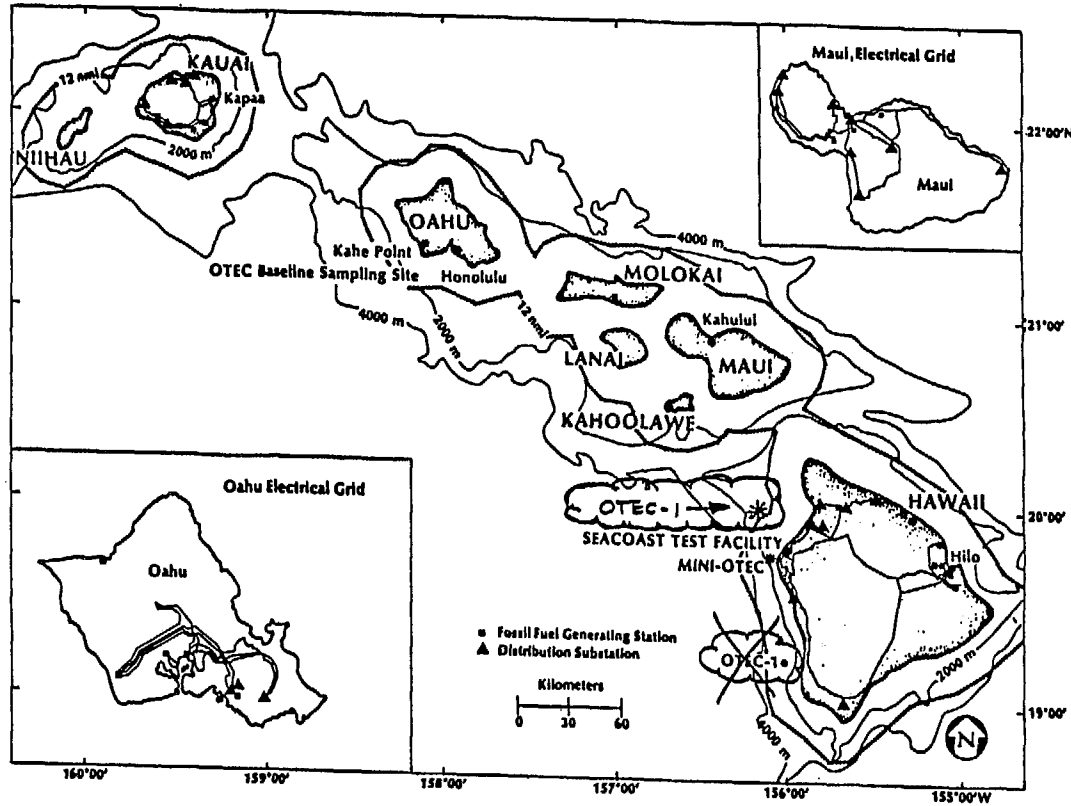 Maui, Electrical Grid
Maui
KAUAI
Kapaa
12 nmi
NIIHAU
2000 m
22°00'N
OAHU
Kahe Point
OTEC Baseline Sampling Site
Honolulu
4000 m
MOLOKAI
4000 m
2000 m
12 nmi
21°00'
Kahului
LANAI
MAUI
KAHOOLAWE
Oahu Electrical Grid
Oahu
OTEC-1
HAWAII
20°00'
SEACOAST TEST FACILITY
MINI-OTEC
Hilo
Fossil Fuel Generating Station
Distribution Substation
OTEC-1
Kilometers
0 30 60
2000 m
4000 m
19°00'
N
160°00' 159°00' 158°00' 157°00' 156°00' 155°00'W